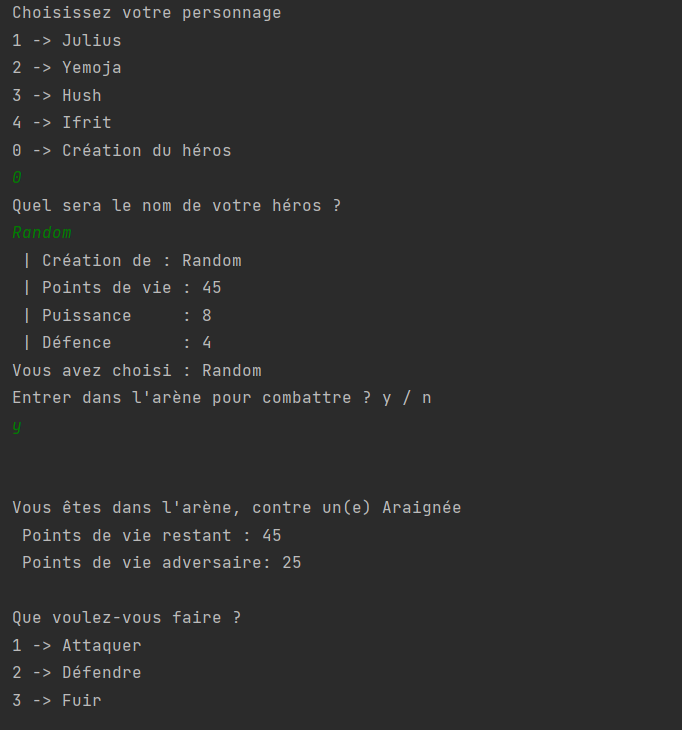 Choisissez votre personnage
1 -> Julius
2 -> Yemoja
3 -> Hush
4 -> Ifrit
0 -> Création du héros
0
Quel sera le nom de votre héros ?
Random
| Création de : Random
| Points de vie : 45
| Puissance     : 8
| Défence       : 4
Vous avez choisi : Random
Entrer dans l'arène pour combattre ? y / n
y
Vous êtes dans l'arène, contre un(e) Araignée
Points de vie restant : 45
Points de vie adversaire: 25
Que voulez-vous faire ?
1 -> Attaquer
2 -> Défendre
3 -> Fuir